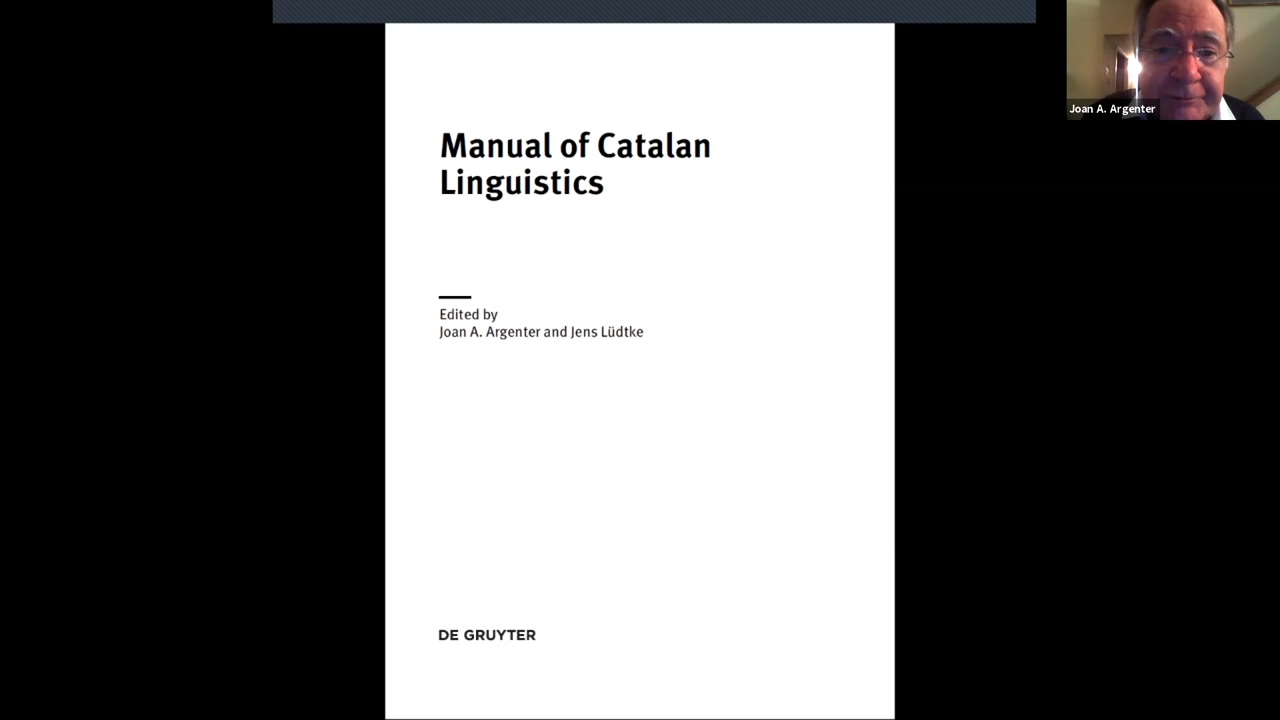 Manual of Catalan
Linguistics
Edited by
Joan A. Argenter and Jens Lüdtke
DE GRUYTER
Joan A. Argenter